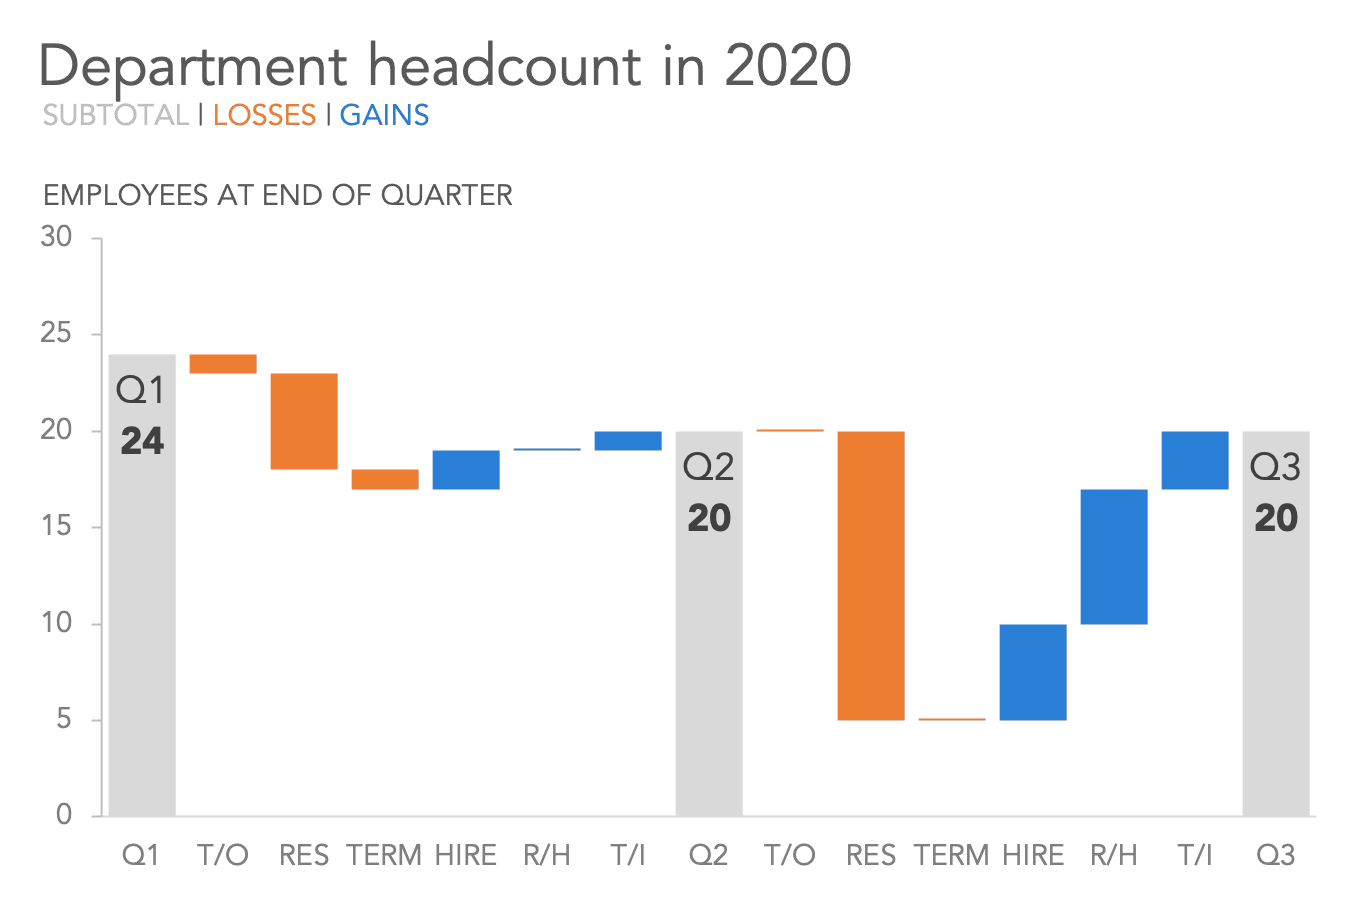 Department headcount in 2020
SUBTOTAL | LOSSES | GAINS
EMPLOYEES AT END OF QUARTER
30
25
20
15
10
5
0
Q1
24
Q2
20
Q3
20
Q1 T/O RES TERM HIRE R/H T/I Q2 T/O RES TERM HIRE R/H T/I Q3